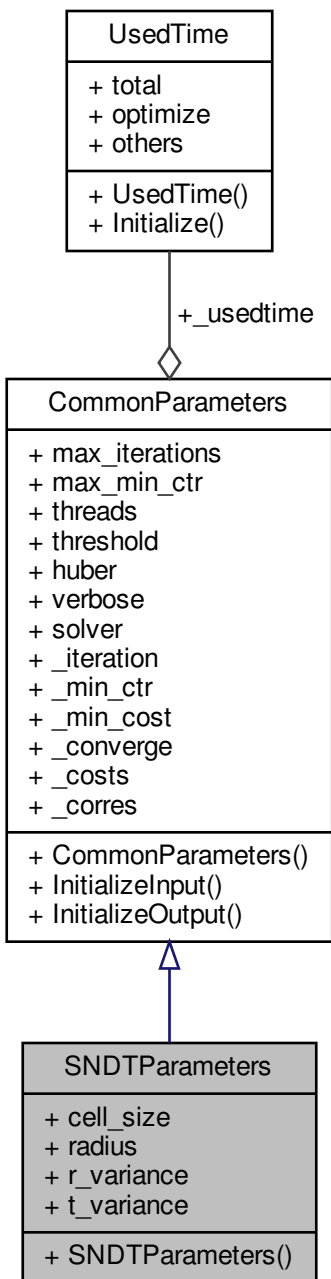 UsedTime
+ total
+ optimize
+ others
+ UsedTime()
+ Initialize()
+_usedtime
CommonParameters
+ max_iterations
+ max_min_ctr
+ threads
+ threshold
+ huber
+ verbose
+ solver
+ _iteration
+ _min_ctr
+ _min_cost
+ _converge
+ _costs
+ _corres
+ CommonParameters()
+ InitializeInput()
+ InitializeOutput()
SNDTParameters
+ cell_size
+ radius
+ r_variance
+ t_variance
+ SNDTParameters()